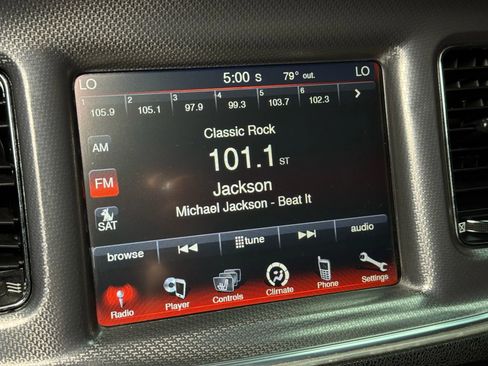 LO 5:00 S 79° out. LO
1 2 3 4 5 6
105.9 105.1 97.9 99.3 103.7 102.3
Classic Rock
AM
101.1 ST
FM
Jackson
Michael Jackson - Beat It
SAT
browse tune audio
Radio Player Controls Climate Phone Settings